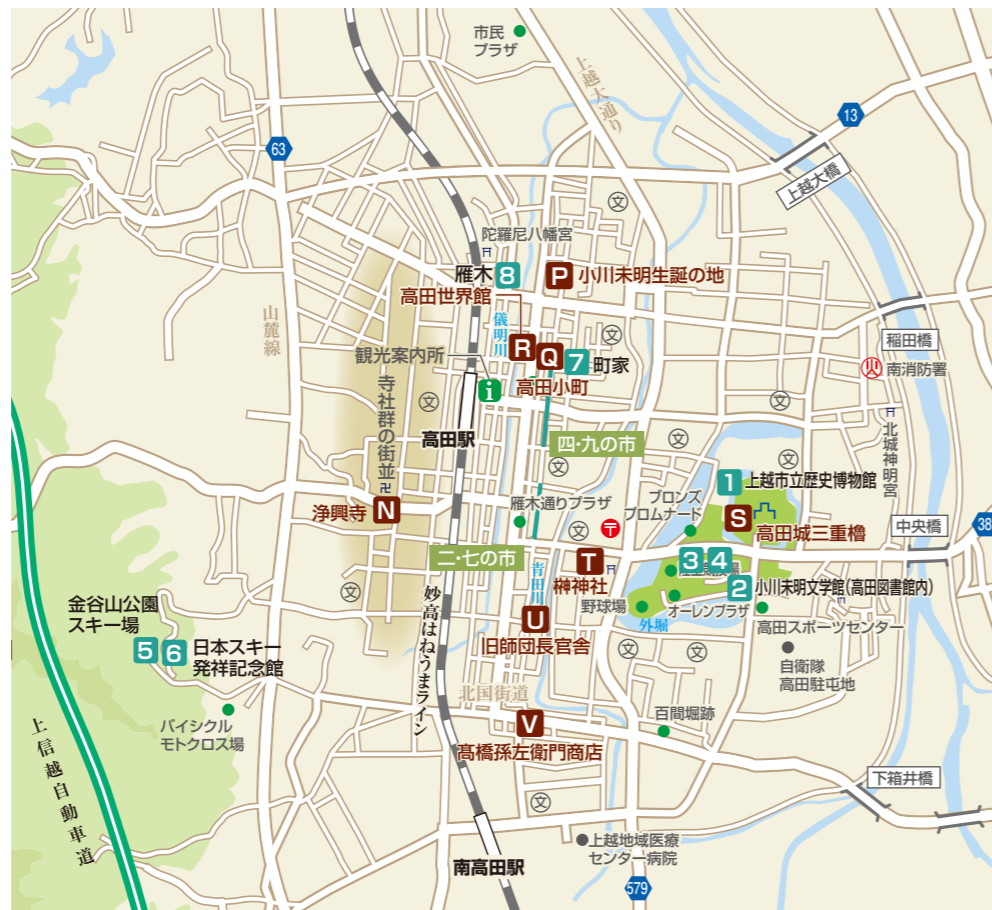 市民
プラザ
上越大通り
13
63
上越大橋
文
陀羅尼八幡宮
雁木 8
P 小川未明生誕の地
高田世界館
山麓線
儀明川
稲田橋
R
Q
7 町家
南消防署
観光案内所
i
高田小町
文
文
寺社群の街並
文
高田駅
文
四・九の市
北城神明宮
文
文
1 上越市立歴史博物館
雁通りプラザ
ブロンズ
プロムナード
浄興寺 N
S
高田城三重櫓
中央橋
38
文
二・七の市
T
榊神社
3 4
2 小川未明文学館(高田図書館内)
青田川
野球場
オーレンプラザ
外堀
高田スポーツセンター
文
金谷山公園
スキー場
U
旧師団長官舎
5 6
日本スキー
発祥記念館
妙高はねうまライン
文
文
自衛隊
高田駐屯地
北国街道
バイシクル
モトクロス場
V
百間堀跡
髙橋孫左衛門商店
上信越自動車道
下箱井橋
文
南高田駅
上越地域医療
センター病院
579